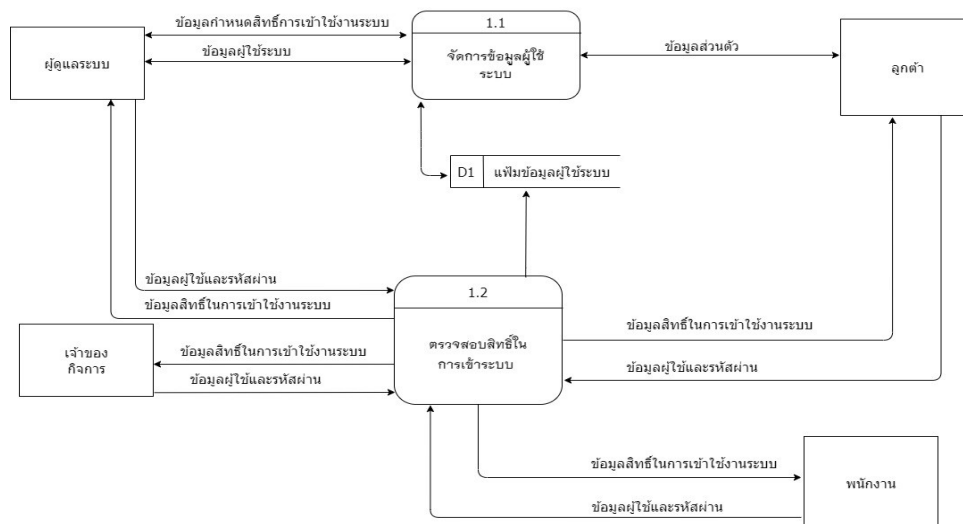 ข้อมูลกำหนดสิทธิ์การเข้าใช้งานระบบ
1.1
ผู้ดูแลระบบ
ข้อมูลผู้ใช้ระบบ
จัดการข้อมูลผู้ใช้
ระบบ
ข้อมูลส่วนตัว
ลูกต้า
D1
แฟ้มข้อมูลผู้ใช้ระบบ
ข้อมูลผู้ใช้และรหัสผ่าน
ข้อมูลสิทธิ์ในการเข้าใช้งานระบบ
1.2
ตรวจสอบสิทธิ์ใน
การเข้าระบบ
ข้อมูลสิทธิ์ในการเข้าใช้งานระบบ
ข้อมูลผู้ใช้และรหัสผ่าน
เจ้าของ
กิจการ
ข้อมูลสิทธิ์ในการเข้าใช้งานระบบ
ข้อมูลผู้ใช้และรหัสผ่าน
ข้อมูลสิทธิ์ในการเข้าใช้งานระบบ
ข้อมูลผู้ใช้และรหัสผ่าน
พนักงาน